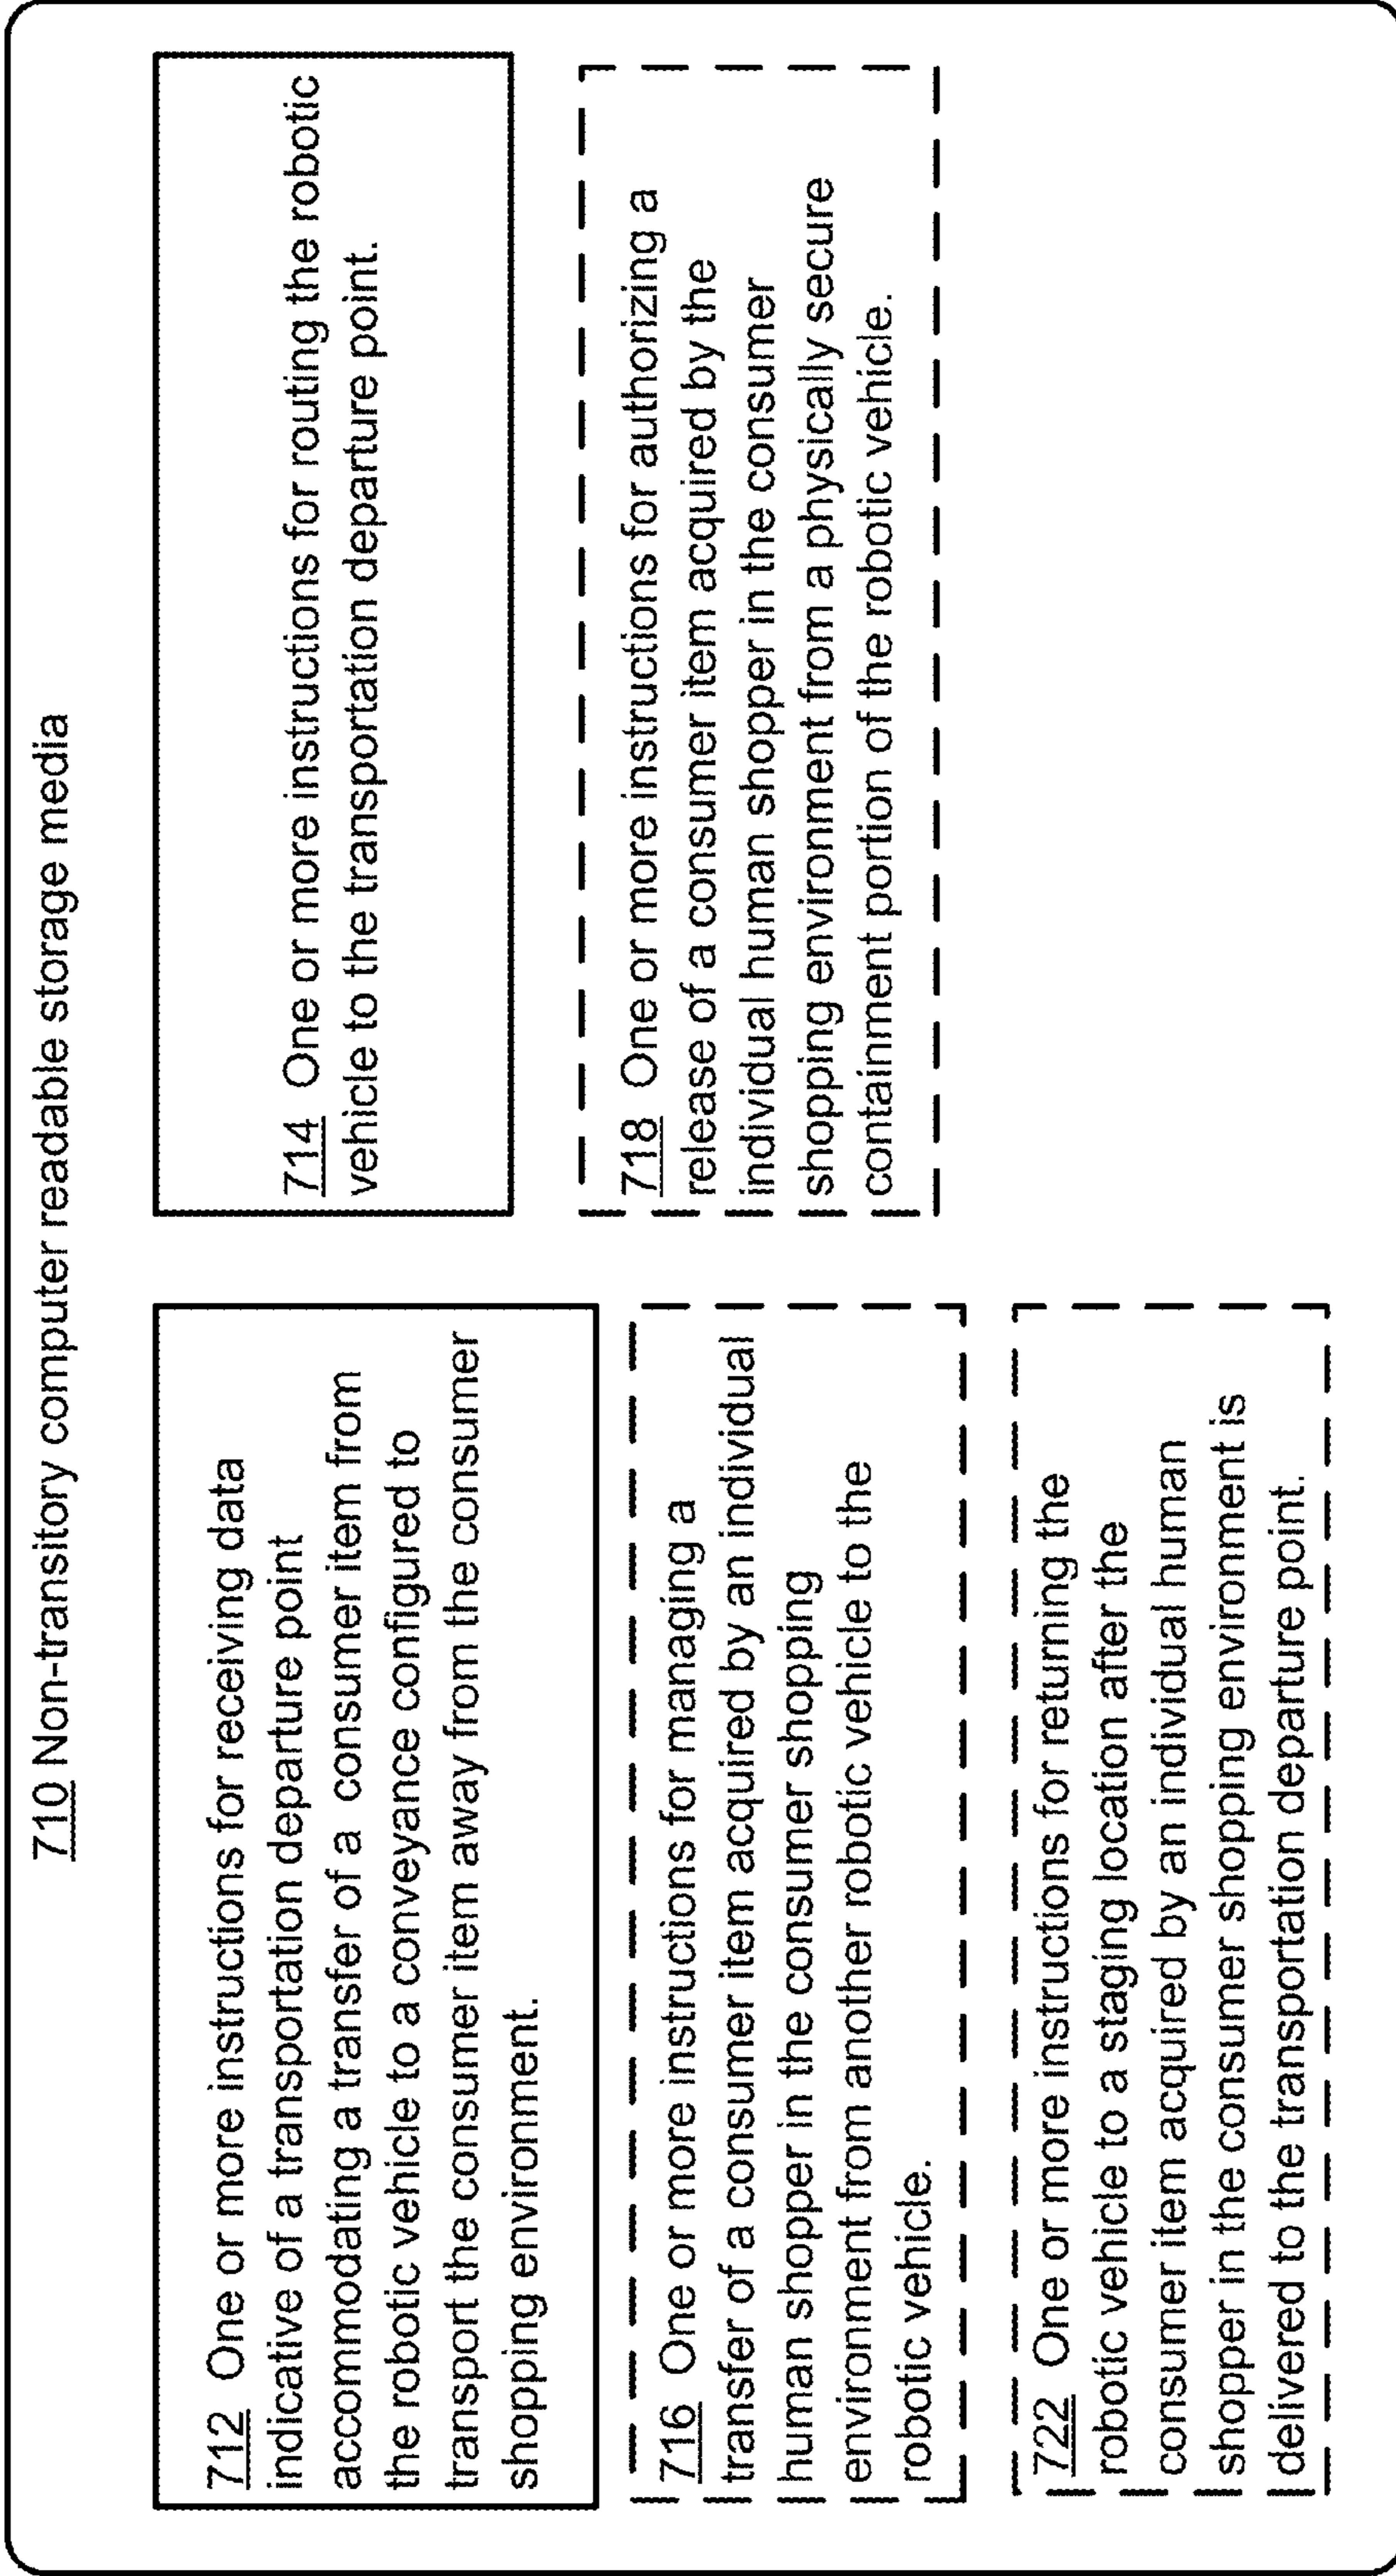 710 Non-transitory computer readable storage media
712 One or more instructions for receiving data
indicative of a transportation departure point
accommodating a transfer of a consumer item from
the robotic vehicle to a conveyance configured to
transport the consumer item away from the consumer
shopping environment.
714 One or more instructions for routing the robotic
vehicle to the transportation departure point.
716 One or more instructions for managing a
transfer of a consumer item acquired by an individual
human shopper in the consumer shopping
environment from another robotic vehicle to the
robotic vehicle.
718 One or more instructions for authorizing a
release of a consumer item acquired by the
individual human shopper in the consumer
shopping environment from a physically secure
containment portion of the robotic vehicle.
722 One or more instructions for returning the
robotic vehicle to a staging location after the
consumer item acquired by an individual human
shopper in the consumer shopping environment is
delivered to the transportation departure point.